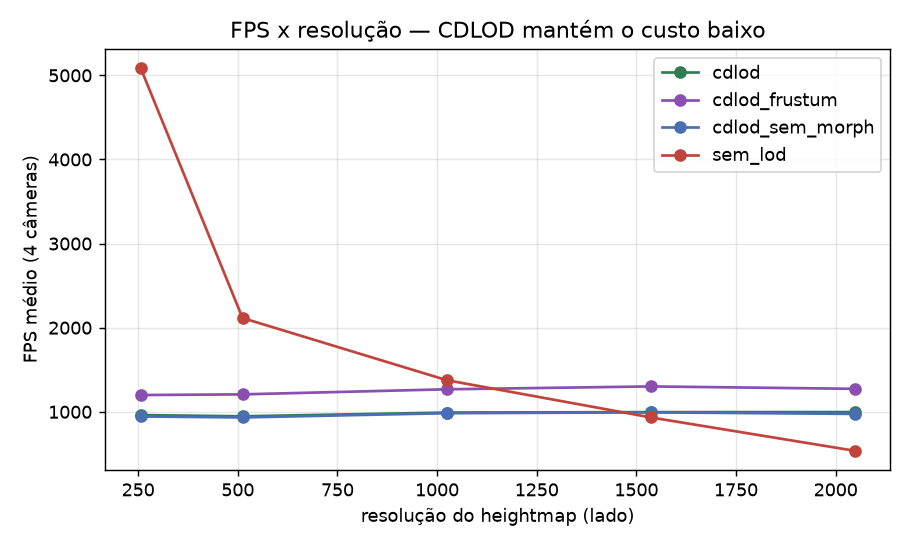 FPS x resolução — CDLOD mantém o custo baixo
cdlod
cdlod_frustum
cdlod_sem_morph
sem_lod
FPS médio (4 câmeras)
5000
4000
3000
2000
1000
250 500 750 1000 1250 1500 1750 2000
resolução do heightmap (lado)